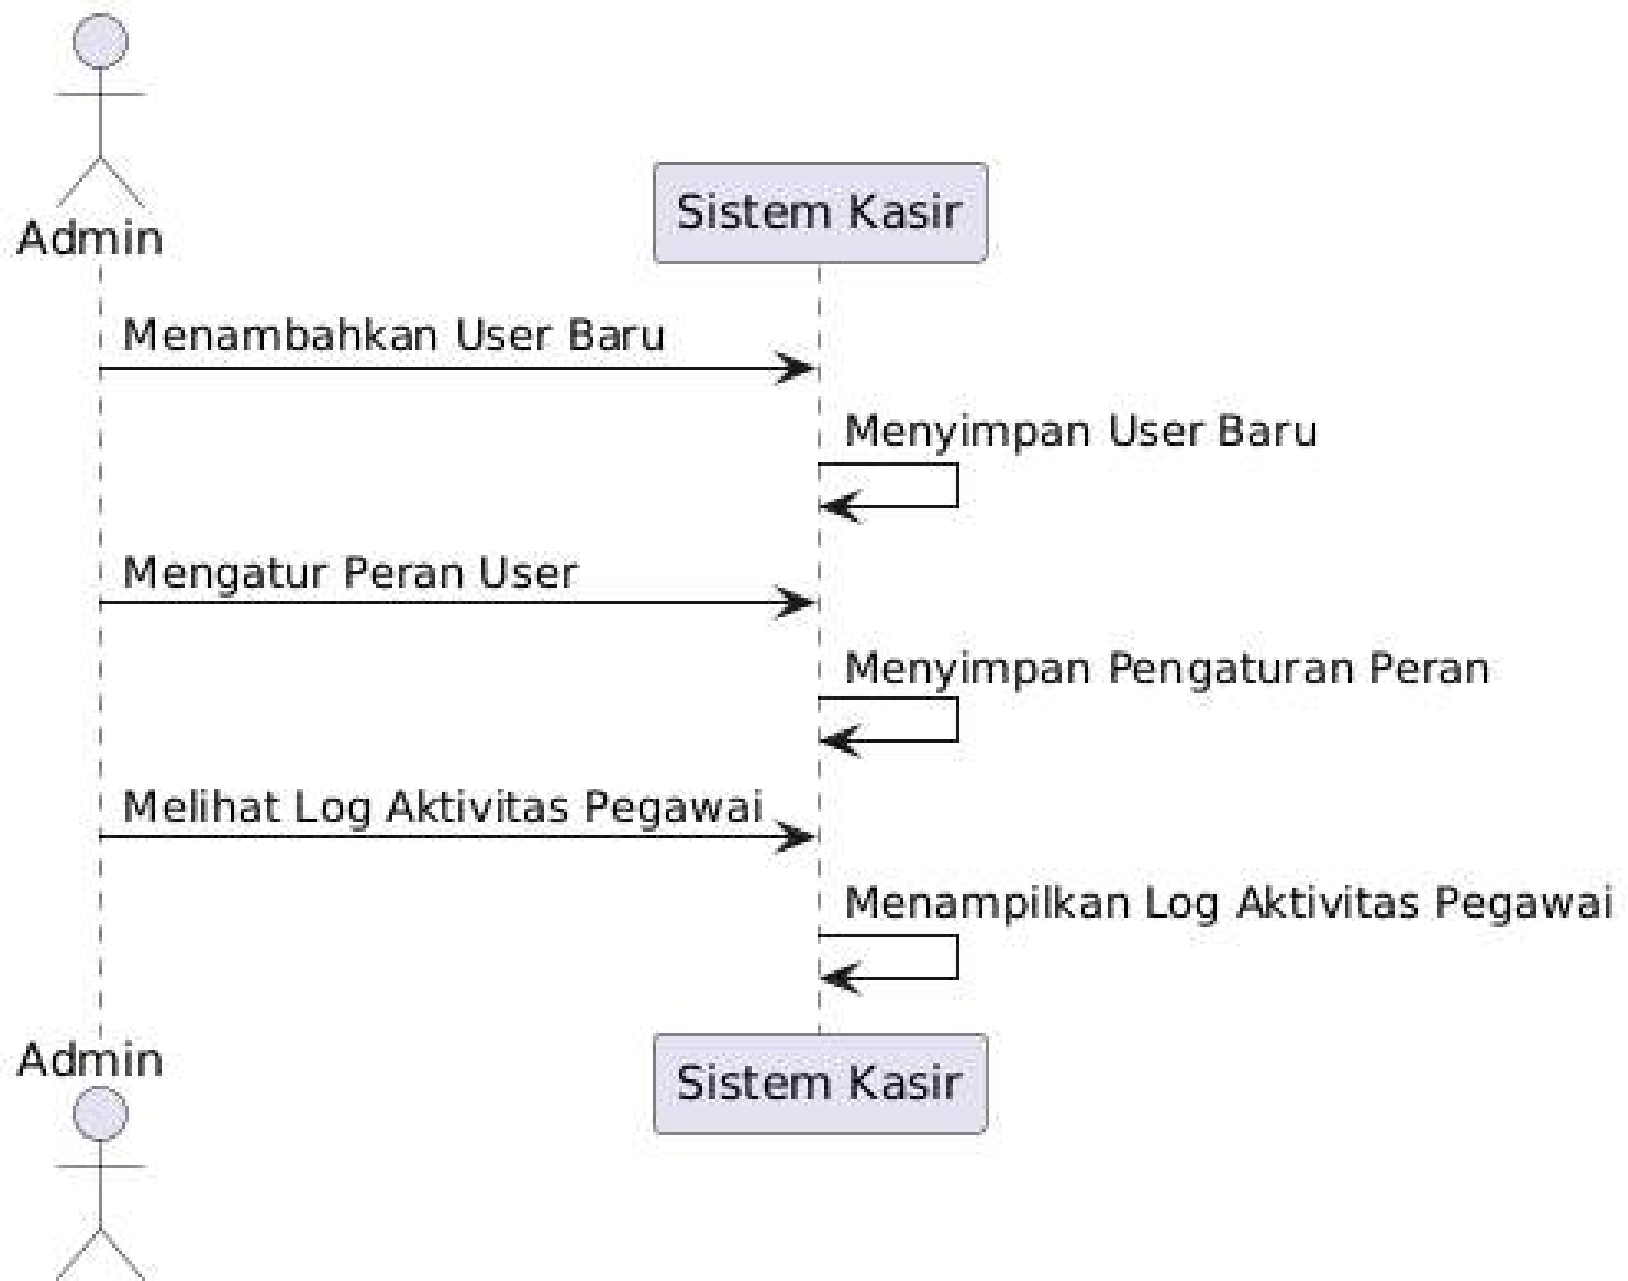 Admin
Sistem Kasir
Menambahkan User Baru
Menyimpan User Baru
Mengatur Peran User
Menyimpan Pengaturan Peran
Melihat Log Aktivitas Pegawai
Menampilkan Log Aktivitas Pegawai
Admin
Sistem Kasir